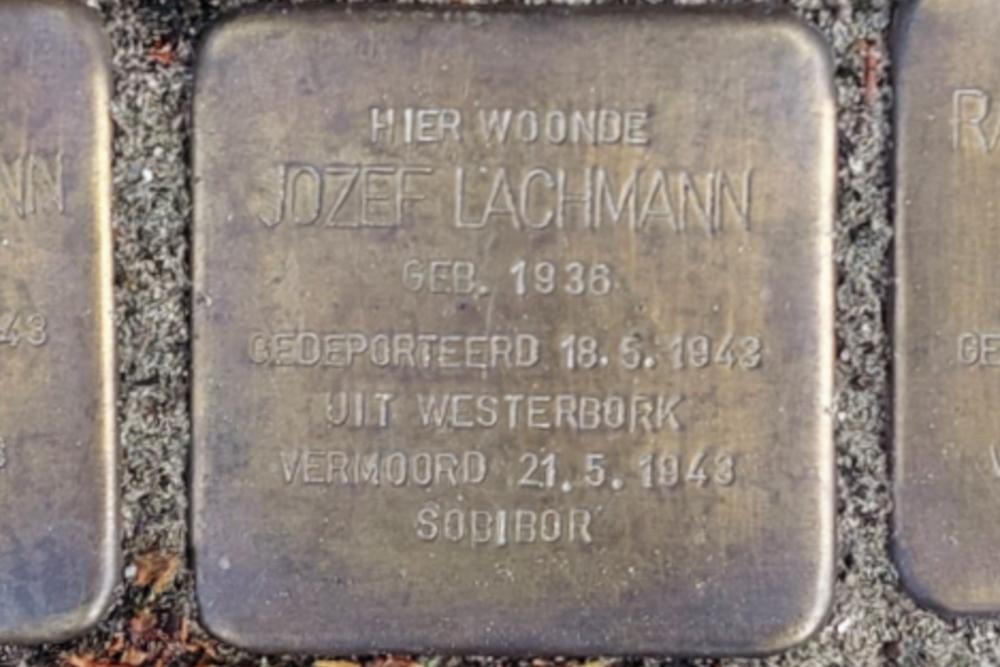 HIER WOONDE
JOZEF LACHMANN
GEB. 1936
GEDEPORTEERD 18.5.1943
UIT WESTERBORK
VERMOORD 21.5.1943
SOBIBOR